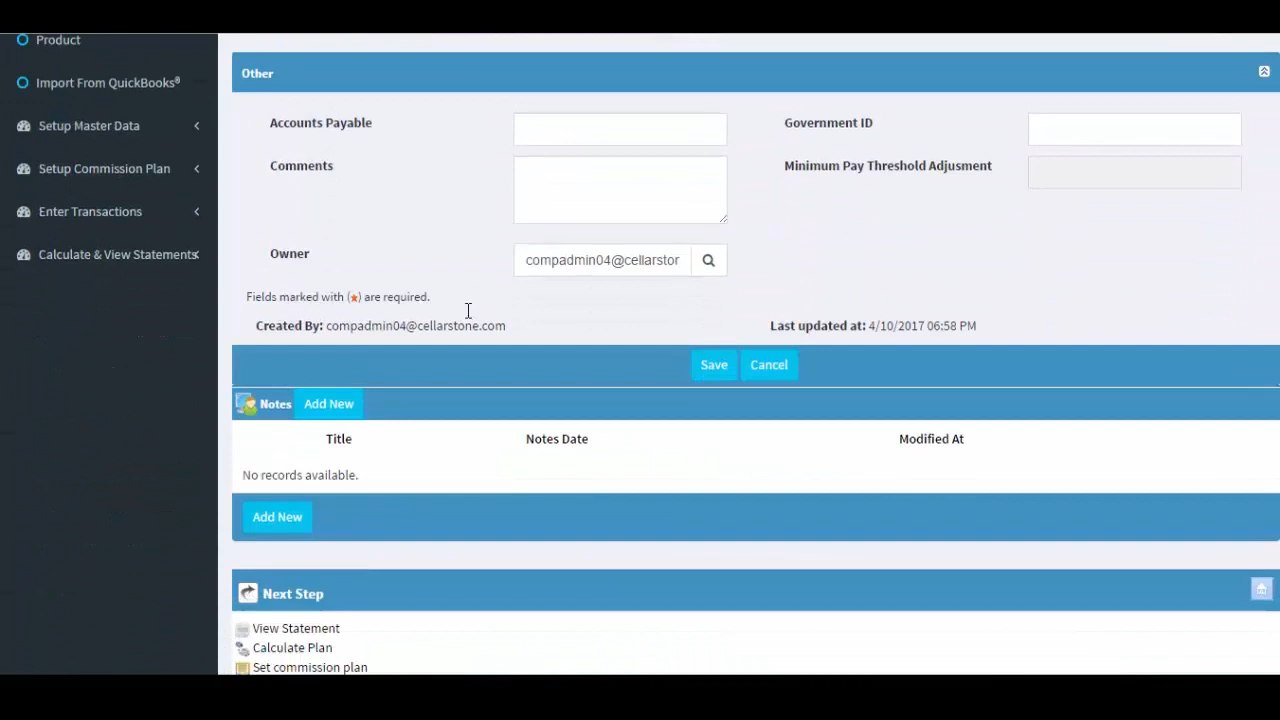 Product
Import From QuickBooks®
Setup Master Data
Setup Commission Plan
Enter Transactions
Calculate & View Statements
Other
Accounts Payable
Government ID
Comments
Minimum Pay Threshold Adjusment
Owner
compadmin04@cellarstor
Fields marked with (★) are required.
Created By: compadmin04@cellarstone.com
Last updated at: 4/10/2017 06:58 PM
Save Cancel
Notes Add New
Title Notes Date Modified At
No records available.
Add New
Next Step
View Statement
Calculate Plan
Set commission plan